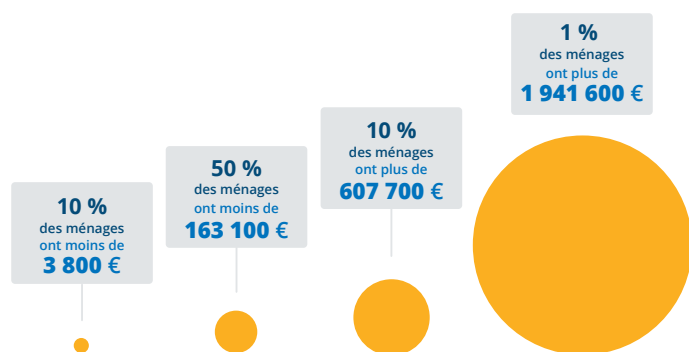 10 %
des ménages
ont moins de
3 800 €
50 %
des ménages
ont moins de
163 100 €
10 %
des ménages
ont plus de
607 700 €
1 %
des ménages
ont plus de
1 941 600 €